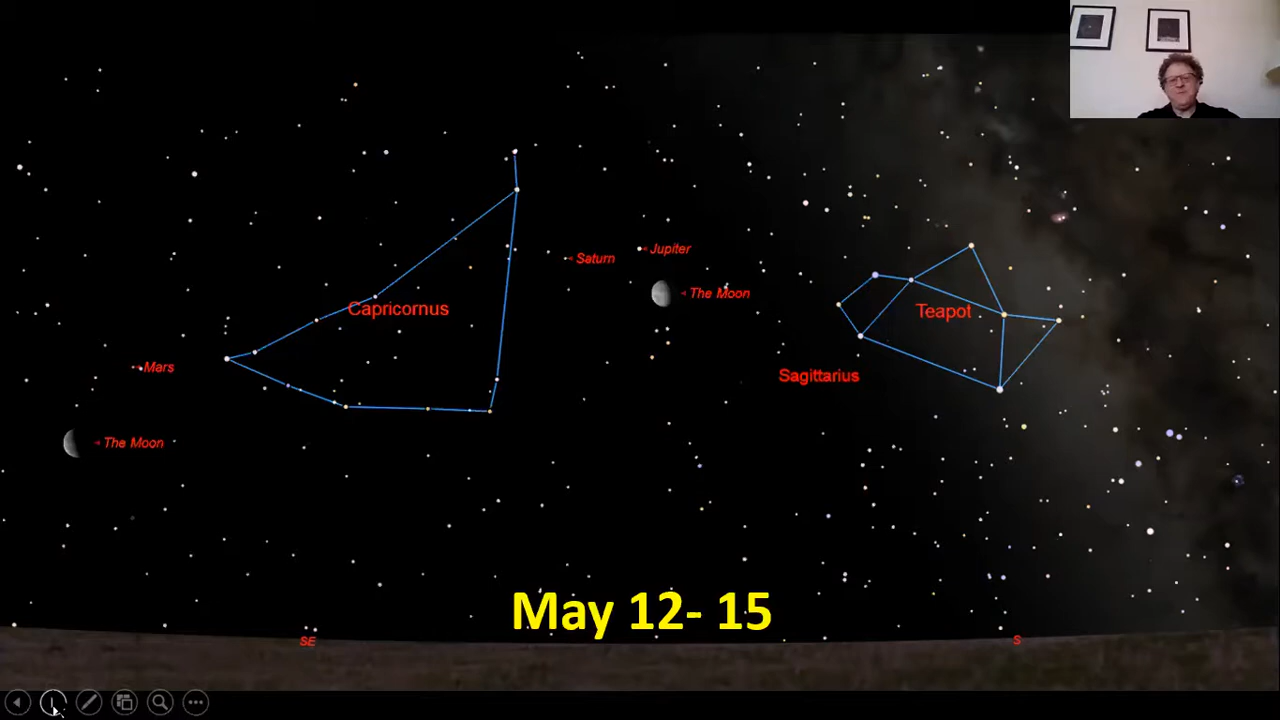 Jupiter
Saturn
The Moon
Capricornus
Teapot
Mars
Sagittarius
The Moon
May 12- 15
SE
S